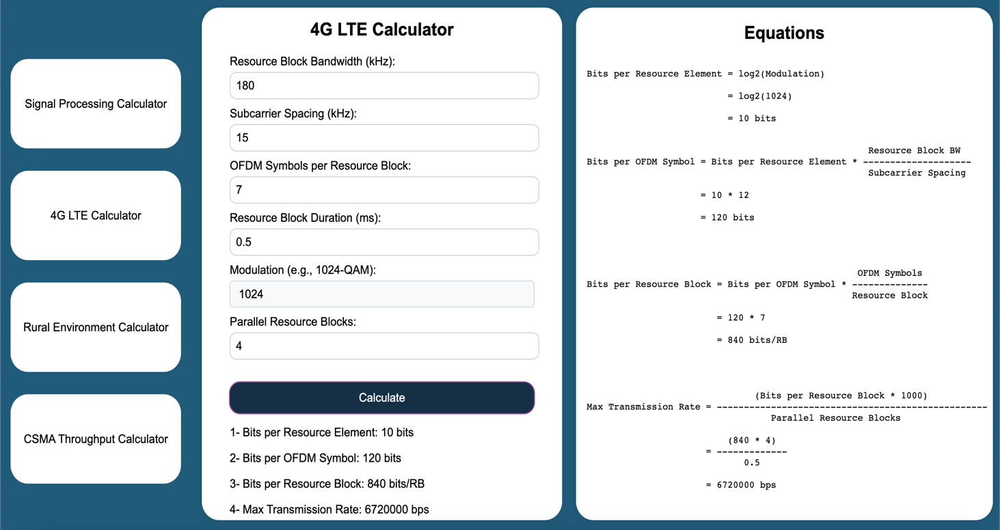 Signal Processing Calculator
4G LTE Calculator
Rural Environment Calculator
CSMA Throughput Calculator
4G LTE Calculator
Resource Block Bandwidth (kHz):
180
Subcarrier Spacing (kHz):
15
OFDM Symbols per Resource Block:
7
Resource Block Duration (ms):
0.5
Modulation (e.g., 1024-QAM):
1024
Parallel Resource Blocks:
4
Calculate
1- Bits per Resource Element: 10 bits
2- Bits per OFDM Symbol: 120 bits
3- Bits per Resource Block: 840 bits/RB
4- Max Transmission Rate: 6720000 bps
Equations
Bits per Resource Element = log2(Modulation)
= log2(1024)
= 10 bits
Resource Block BW
Bits per OFDM Symbol = Bits per Resource Element * --------------------
Subcarrier Spacing
= 10 * 12
= 120 bits
OFDM Symbols
Bits per Resource Block = Bits per OFDM Symbol * --------------
Resource Block
= 120 * 7
= 840 bits/RB
(Bits per Resource Block * 1000)
Max Transmission Rate = --------------------------------------------------
Parallel Resource Blocks
(840 * 4)
= -------------
0.5
= 6720000 bps